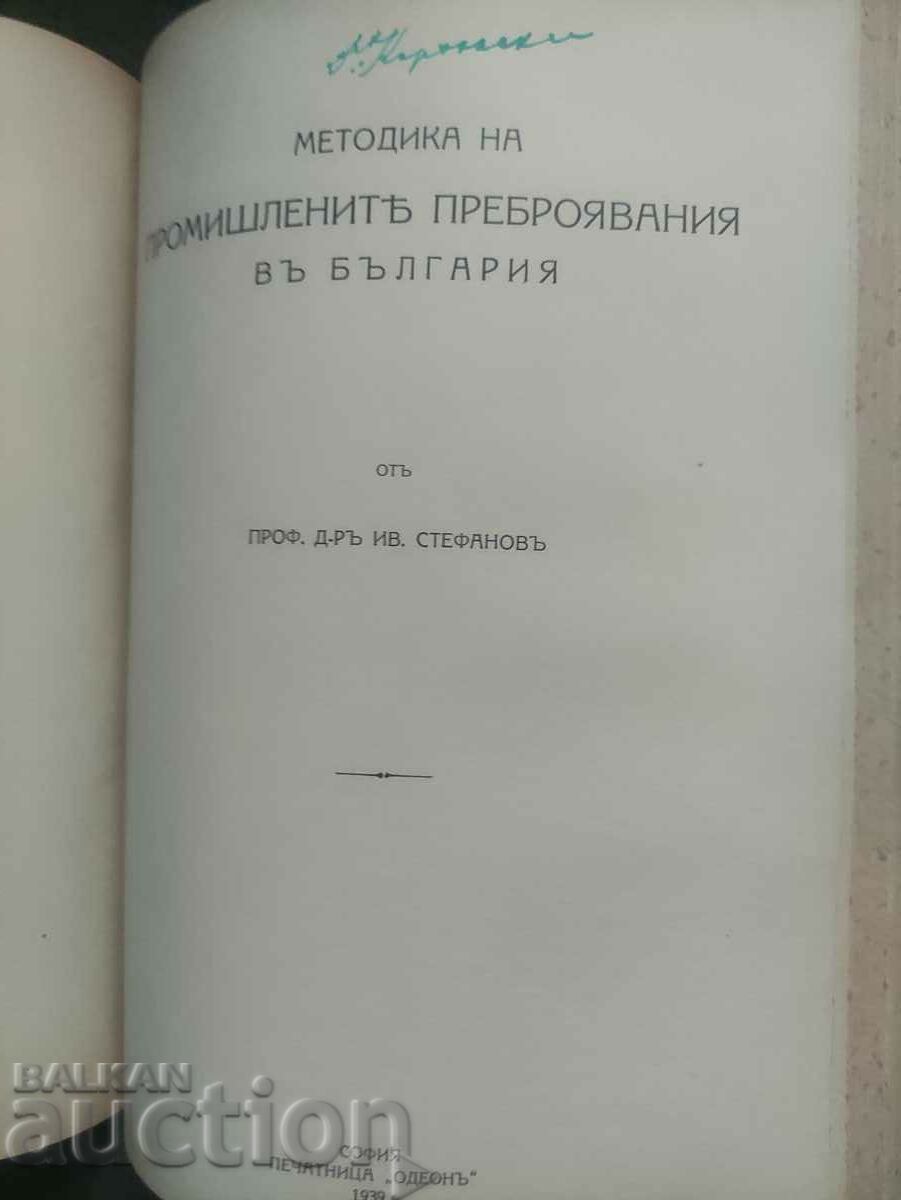 МЕТОДИКА НА
ПРОМИШЛЕНИТѢ ПРЕБРОЯВАНИЯ
ВЪ БЪЛГАРИЯ
ОТЪ
ПРОФ. Д-РЪ ИВ. СТЕФАНОВЪ
СОФИЯ
ПЕЧАТНИЦА „ОДЕОНЪ"
1939
BALKAN
auction